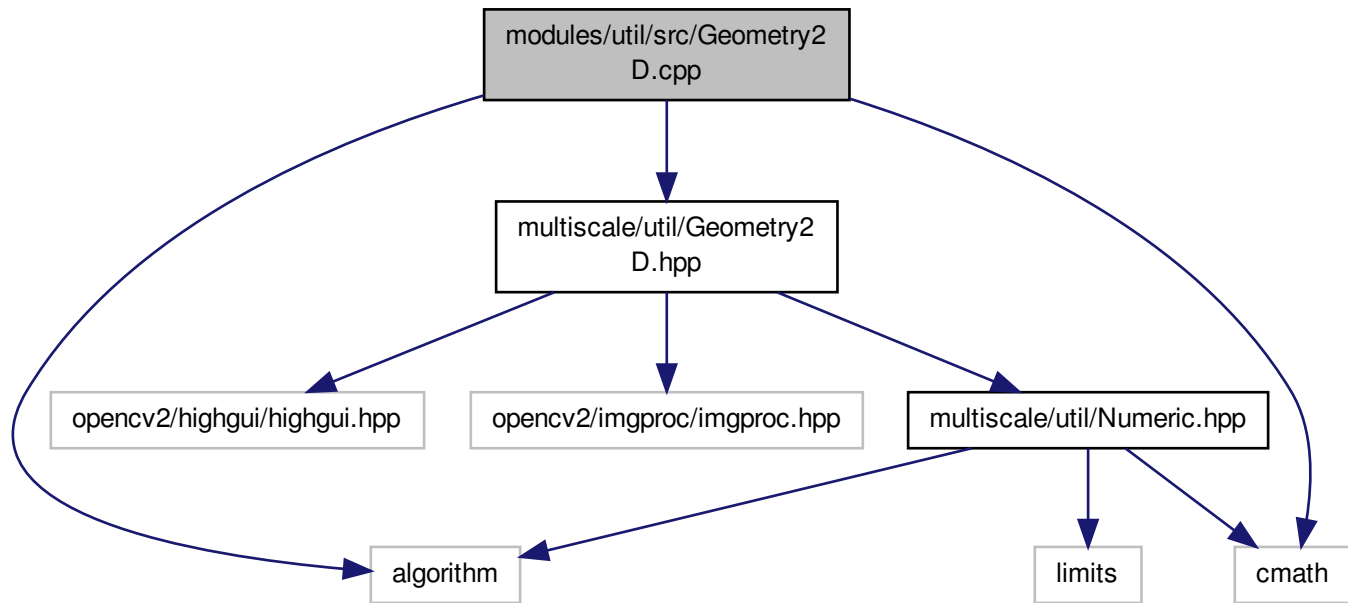 modules/util/src/Geometry2
D.cpp
multiscale/util/Geometry2
D.hpp
opencv2/highgui/highgui.hpp
opencv2/imgproc/imgproc.hpp
multiscale/util/Numeric.hpp
algorithm
limits
cmath